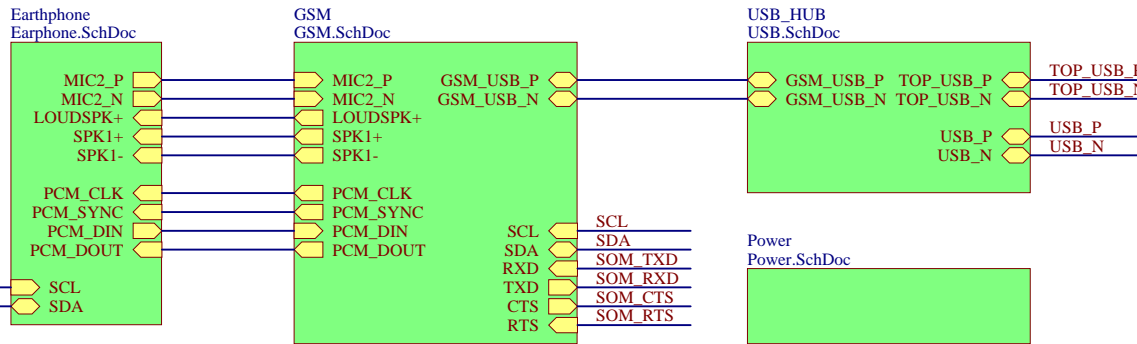 Earthphone
Earphone.SchDoc
MIC2_P
MIC2_N
LOUDSPK+
SPK1+
SPK1-
PCM_CLK
PCM_SYNC
PCM_DIN
PCM_DOUT
SCL
SDA
GSM
GSM.SchDoc
MIC2_P
MIC2_N
LOUDSPK+
SPK1+
SPK1-
PCM_CLK
PCM_SYNC
PCM_DIN
PCM_DOUT
GSM_USB_P
GSM_USB_N
SCL
SDA
RXD
TXD
CTS
RTS
SCL
SDA
SOM_TXD
SOM_RXD
SOM_CTS
SOM_RTS
USB_HUB
USB.SchDoc
GSM_USB_P
GSM_USB_N
TOP_USB_P
TOP_USB_N
USB_P
USB_N
TOP_USB_P
TOP_USB_N
USB_P
USB_N
Power
Power.SchDoc